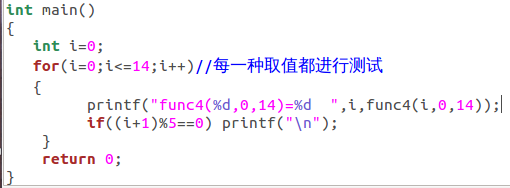 int main()
{
int i=0;
for(i=0;i<=14;i++)//每一种取值都进行测试
{
printf("func4(%d,0,14)=%d  ",i,func4(i,0,14));
if((i+1)%5==0) printf("\n");
}
return 0;
}